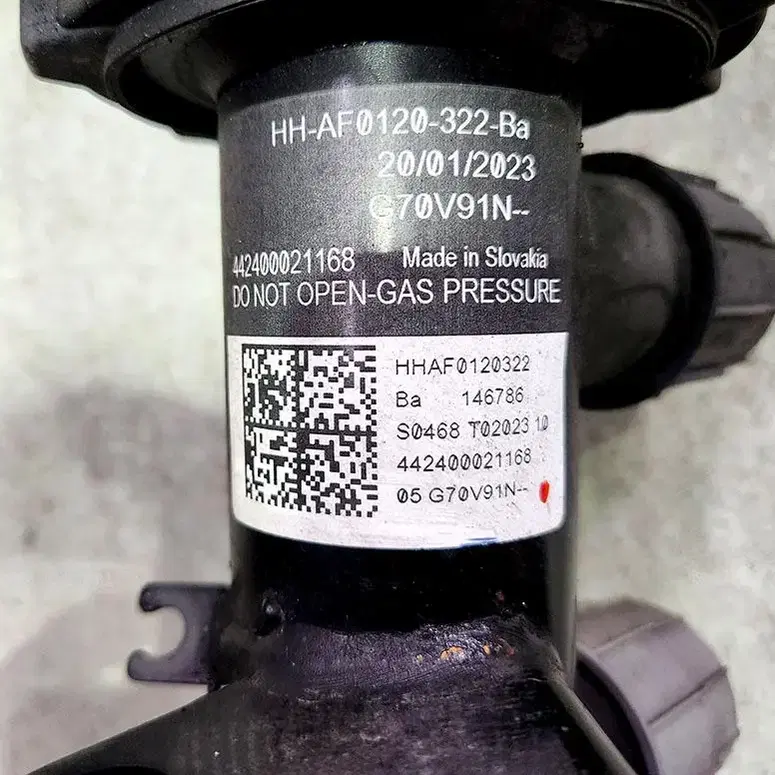 HH-AF0120-322-Ba
20/01/2023
G70V91N--
442400021168 Made in Slovakia
DO NOT OPEN-GAS PRESSURE
HHAF0120322
Ba 146786
S0468 T02023 10
442400021168
05 G70V91N--